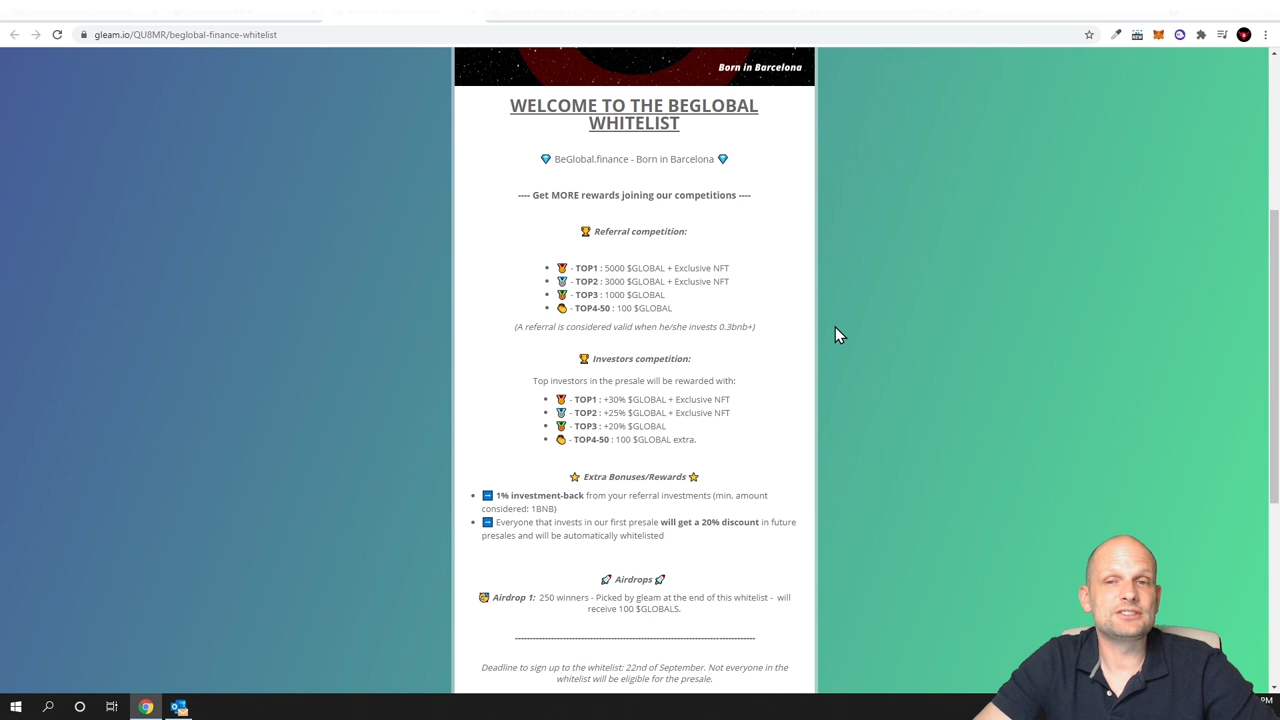 gleam.io/QU8MR/beglobal-finance-whitelist
Born in Barcelona
WELCOME TO THE BEGLOBAL
WHITELIST
BeGlobal.finance - Born in Barcelona
---- Get MORE rewards joining our competitions ----
Referral competition:
- TOP1 : 5000 $GLOBAL + Exclusive NFT
- TOP2 : 3000 $GLOBAL + Exclusive NFT
- TOP3 : 1000 $GLOBAL
- TOP4-50 : 100 $GLOBAL
(A referral is considered valid when he/she invests 0.3bnb+)
Investors competition:
Top investors in the presale will be rewarded with:
- TOP1 : +30% $GLOBAL + Exclusive NFT
- TOP2 : +25% $GLOBAL + Exclusive NFT
- TOP3 : +20% $GLOBAL
- TOP4-50 : 100 $GLOBAL extra.
Extra Bonuses/Rewards
1% investment-back from your referral investments (min. amount
considered: 1BNB)
Everyone that invests in our first presale will get a 20% discount in future
presales and will be automatically whitelisted
Airdrops
Airdrop 1: 250 winners - Picked by gleam at the end of this whitelist - will
receive 100 $GLOBALS.
--------------------------------------------------------------------------------
Deadline to sign up to the whitelist: 22nd of September. Not everyone in the
whitelist will be eligible for the presale.
PM